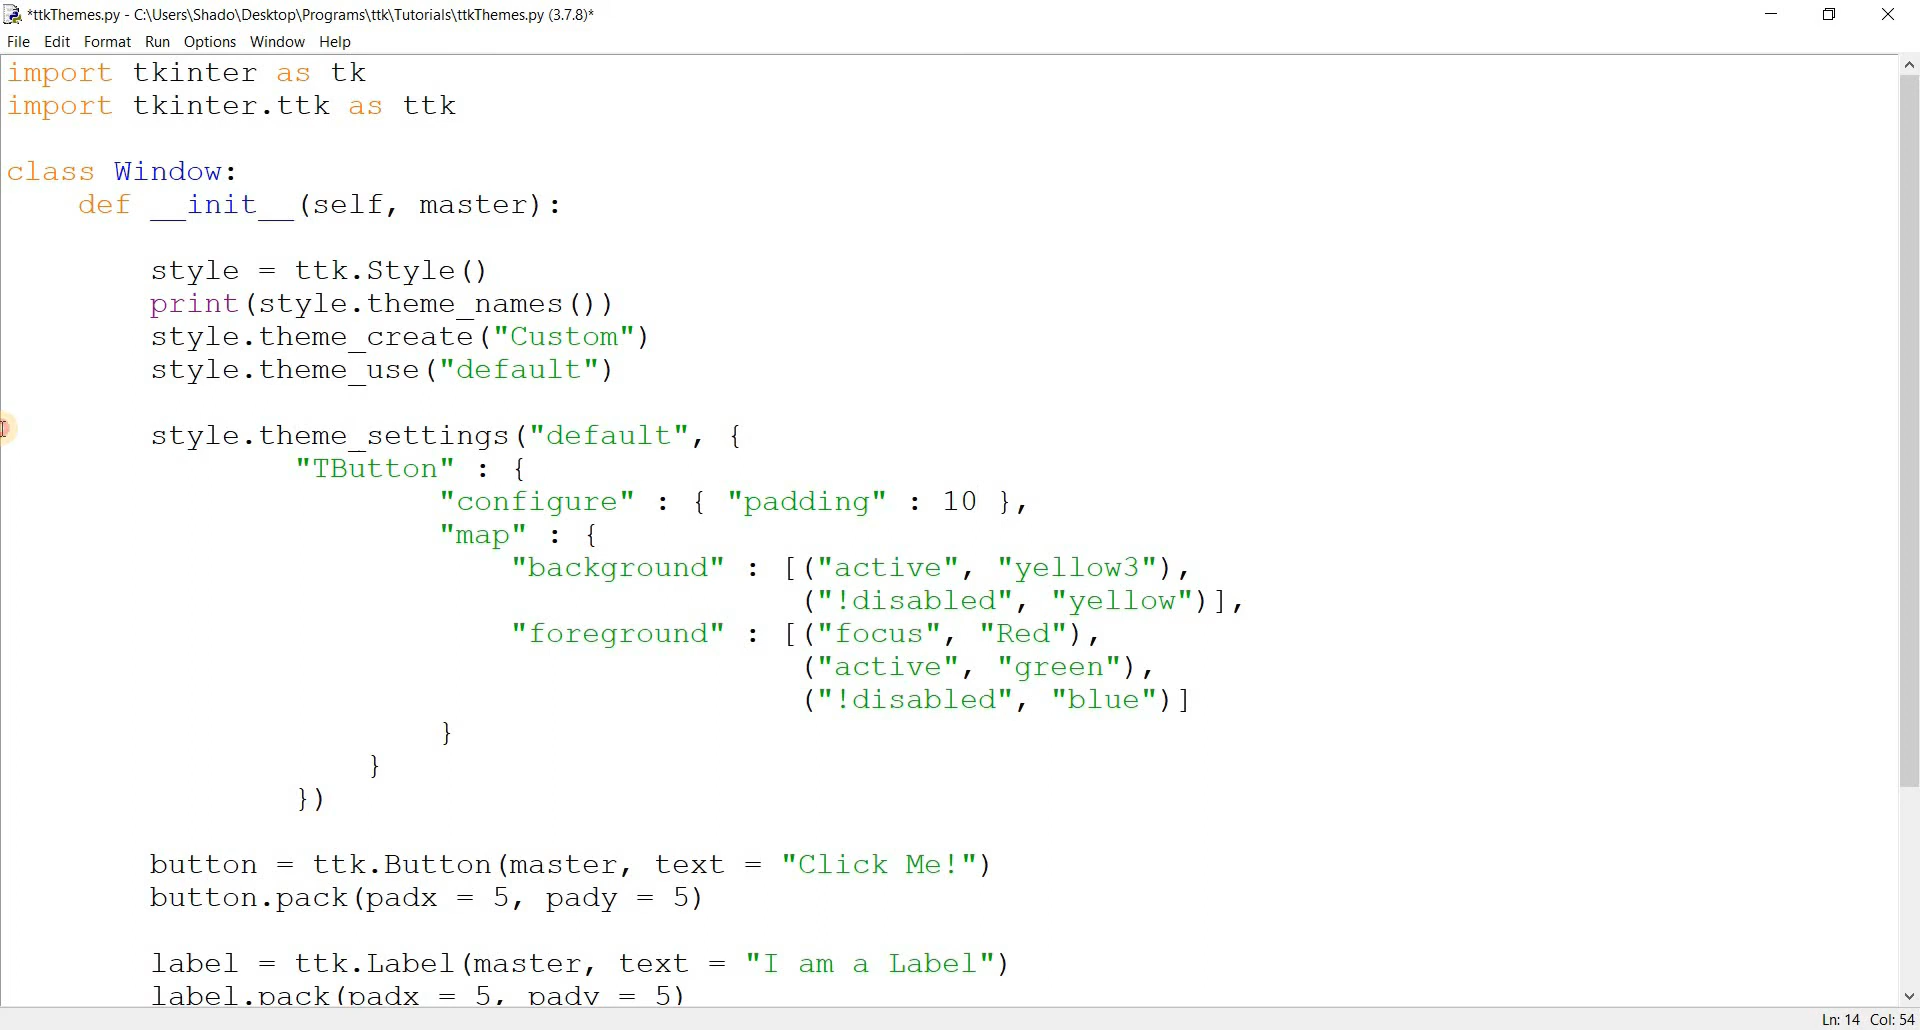 *ttkThemes.py - C:\Users\Shado\Desktop\Programs\ttk\Tutorials\ttkThemes.py (3.7.8)*
File Edit Format Run Options Window Help
import tkinter as tk
import tkinter.ttk as ttk
class Window:
    def __init__(self, master):
        style = ttk.Style()
        print(style.theme_names())
        style.theme_create("Custom")
        style.theme_use("default")
        style.theme_settings("default", {
                "TButton" : {
                        "configure" : { "padding" : 10 },
                        "map" : {
                            "background" : [("active", "yellow3"),
                                            ("!disabled", "yellow")],
                            "foreground" : [("focus", "Red"),
                                            ("active", "green"),
                                            ("!disabled", "blue")]
                        }
                    }
                })
        button = ttk.Button(master, text = "Click Me!")
        button.pack(padx = 5, pady = 5)
        label = ttk.Label(master, text = "I am a Label")
        label.pack(padx = 5, pady = 5)
Ln: 14 Col: 54